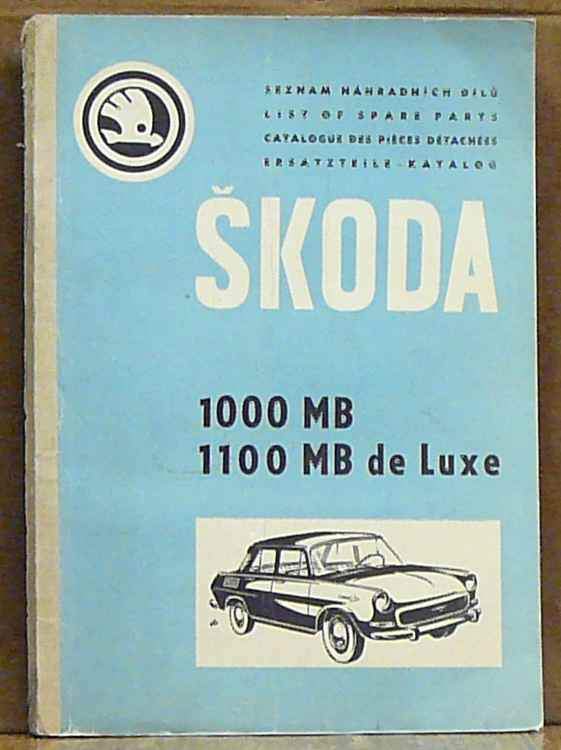 SEZNAM NÁHRADNÍCH DÍLŮ
LIST OF SPARE PARTS
CATALOGUE DES PIÈCES DÉTACHÉES
ERSATZTEILE-KATALOG
ŠKODA
1000 MB
1100 MB de Luxe